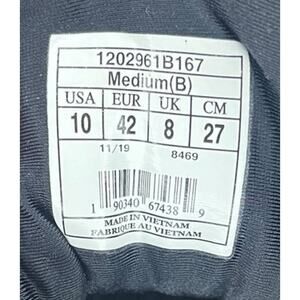 1202961B167
Medium(B)
USA EUR UK CM
10 42 8 27
11/19 8469
1 90340 67438 9
MADE IN VIETNAM
FABRIQUE AU VIETNAM